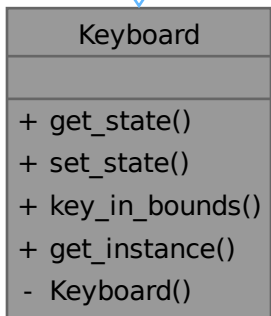 Keyboard
+ get_state()
+ set_state()
+ key_in_bounds()
+ get_instance()
- Keyboard()